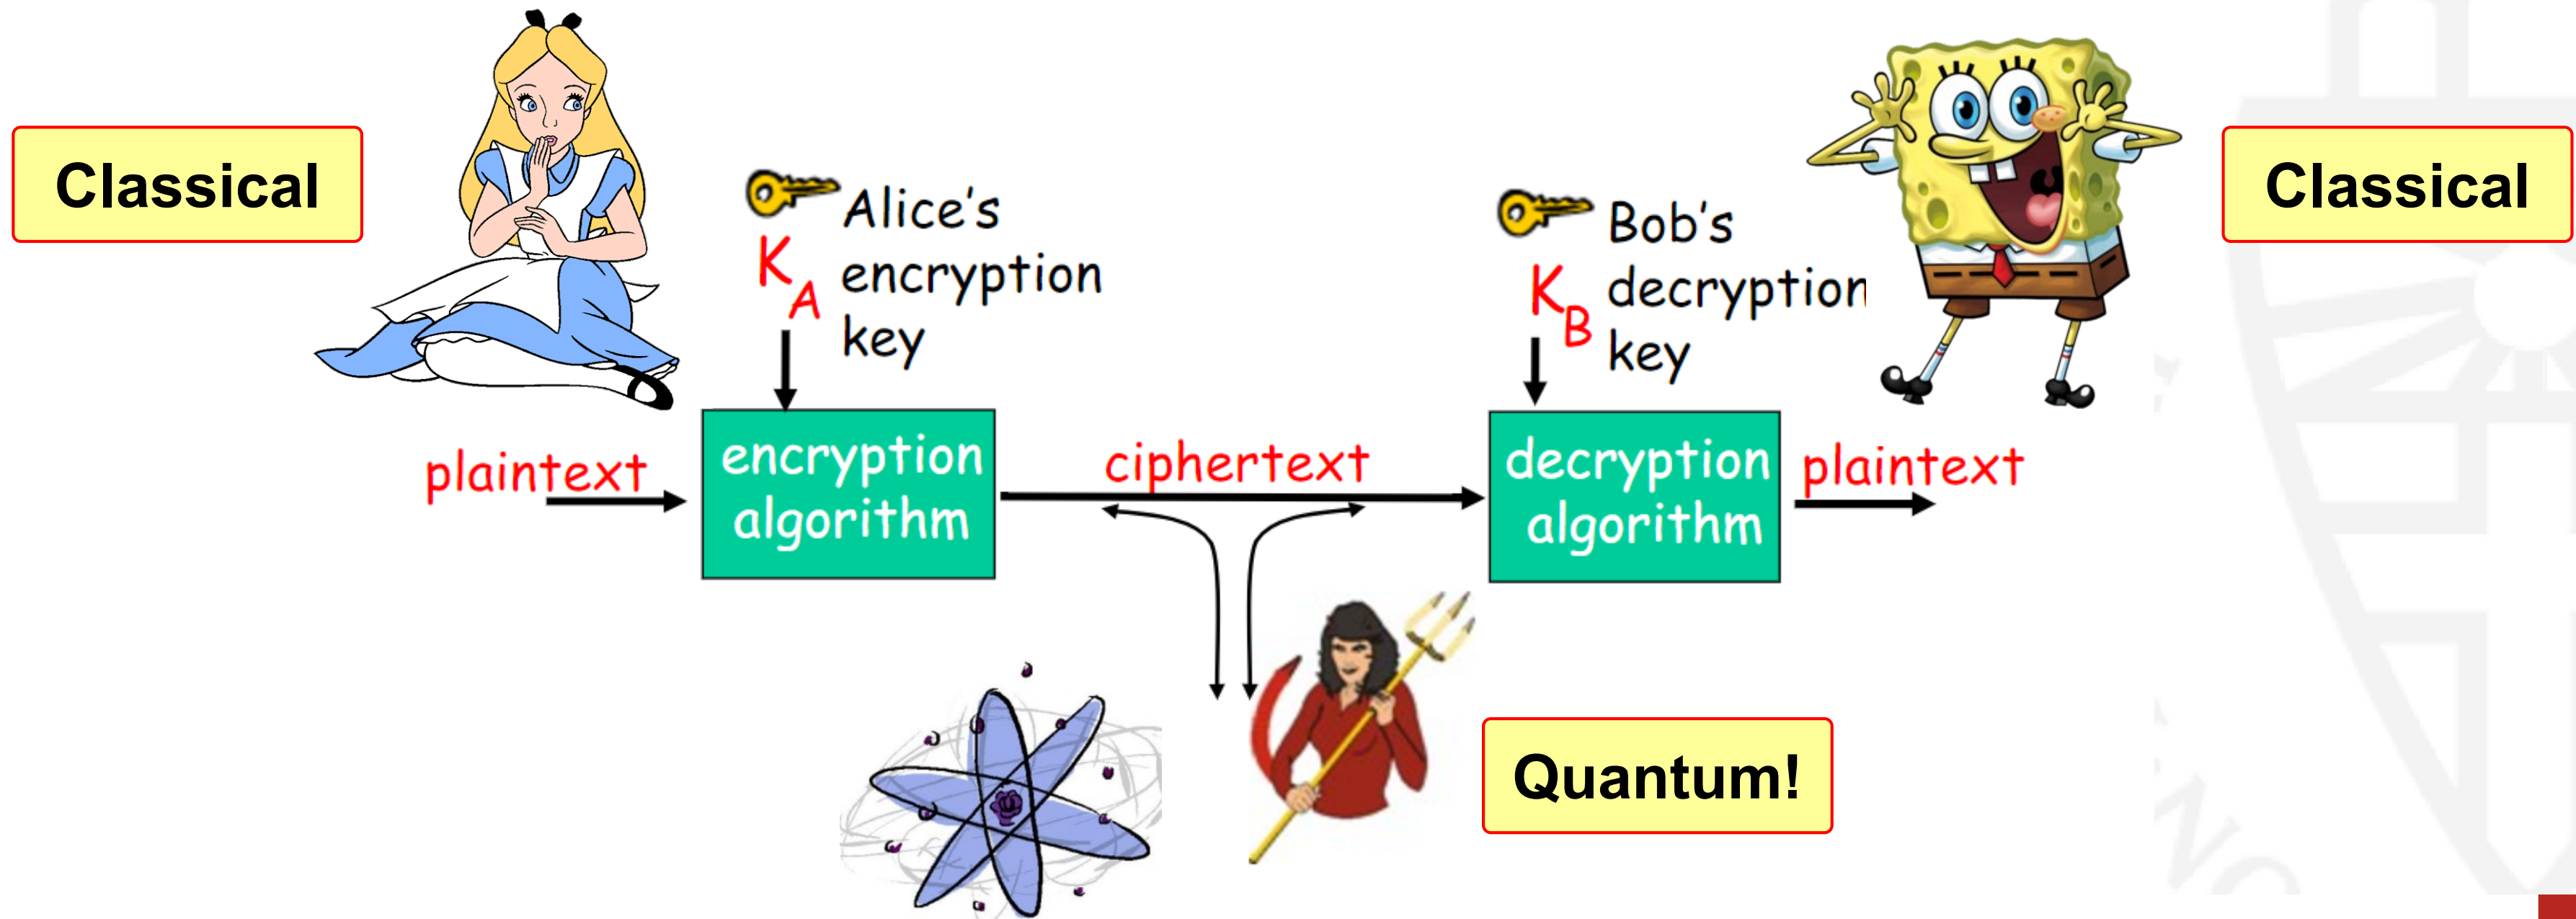 Classical
Alice's
encryption
key
K
A
Bob's
decryption
key
K
B
Classical
plaintext
encryption
algorithm
ciphertext
decryption
algorithm
plaintext
Quantum!